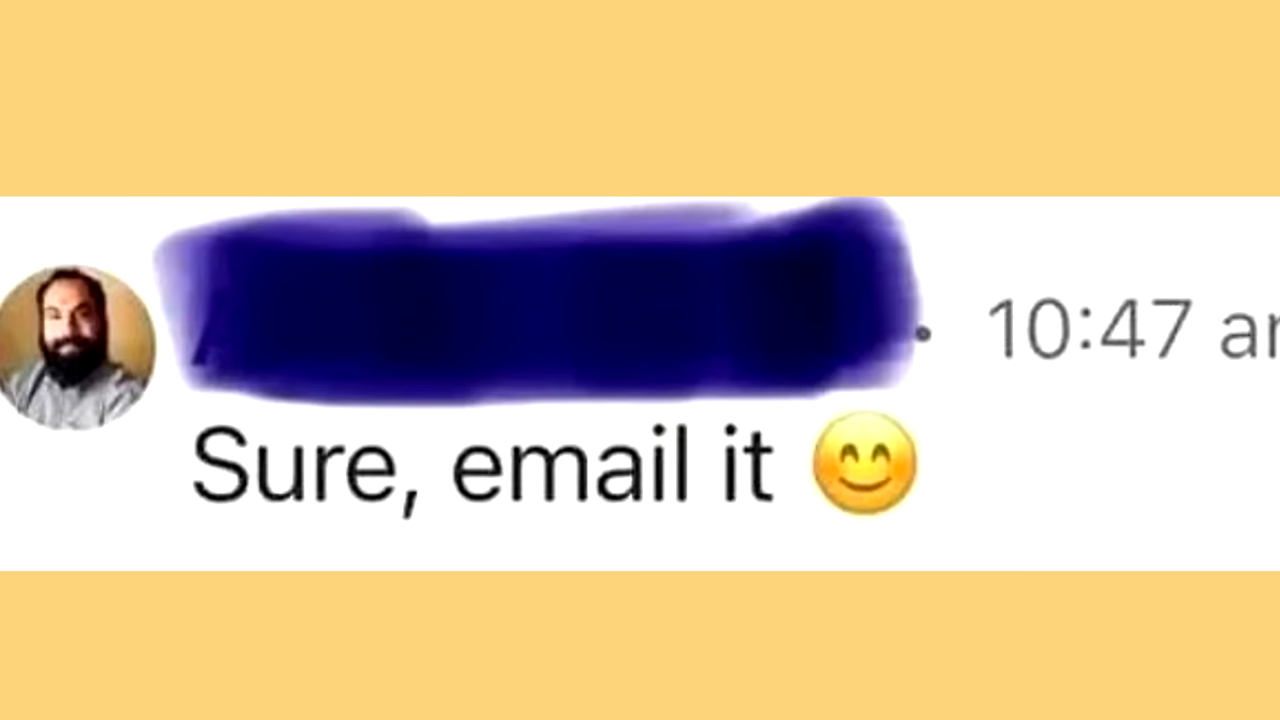 • 10:47 a
Sure, email it 😊